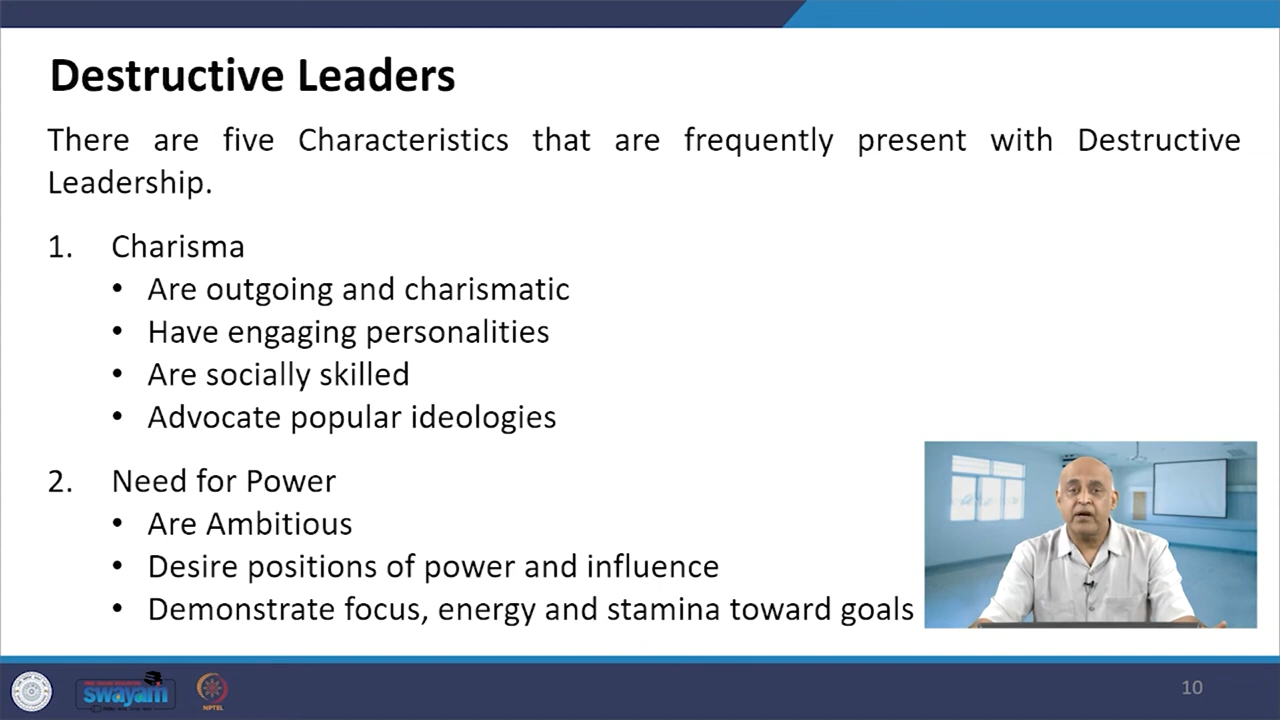 Destructive Leaders
There are five Characteristics that are frequently present with Destructive
Leadership.
1. Charisma
• Are outgoing and charismatic
• Have engaging personalities
• Are socially skilled
• Advocate popular ideologies
2. Need for Power
• Are Ambitious
• Desire positions of power and influence
• Demonstrate focus, energy and stamina toward goals
swayam
NPTEL
10